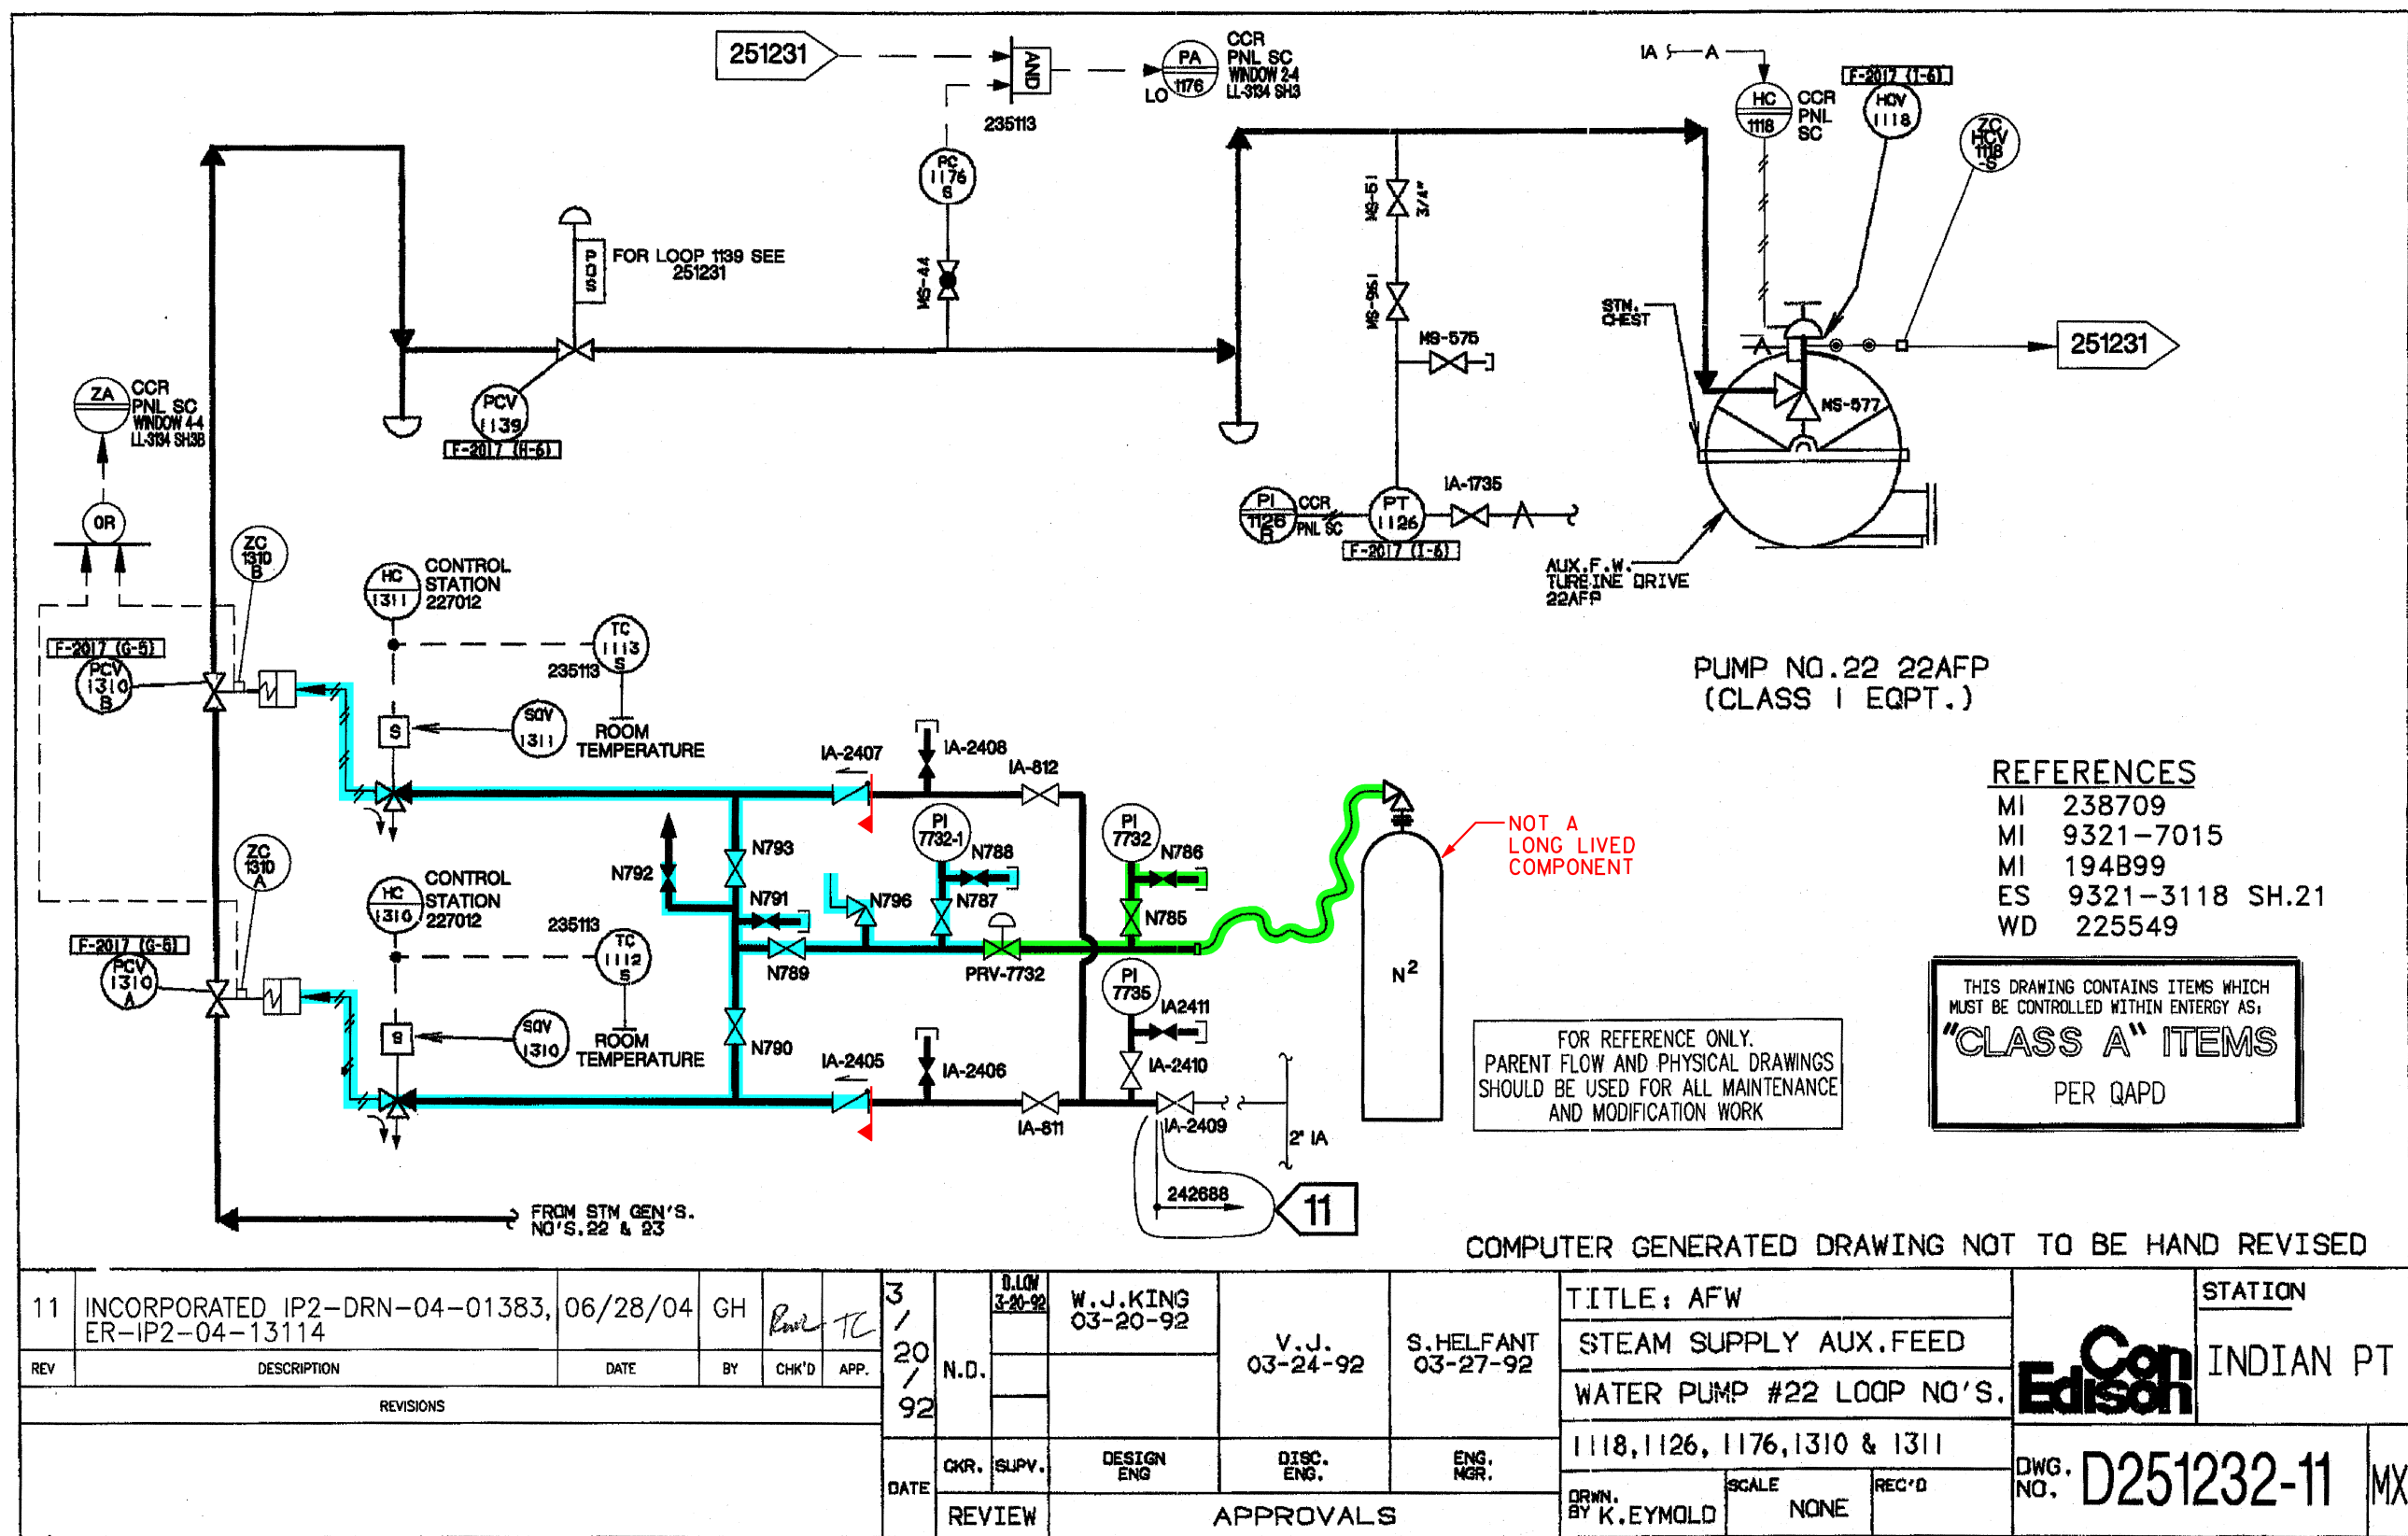 251231
AND
235113
PA
1176
LO
CCR
PNL SC
WINDOW 2-4
LL-3134 SH3
PC
1176
S
MS-44
POS
FOR LOOP 1139 SEE
251231
PCV
1139
F-2017 (H-6)
IA
A
HC
1118
CCR
PNL
SC
F-2017 (I-6)
HCV
1118
ZC
HCV
1118
-S
MS-51
3/4"
MS-951
MS-575
STM.
CHEST
A
MS-577
251231
PI
1126
R
CCR
PNL SC
PT
1126
IA-1735
A
F-2017 (I-6)
AUX.F.W.
TURBINE DRIVE
22AFP
PUMP NO.22 22AFP
(CLASS I EQPT.)
ZA
CCR
PNL SC
WINDOW 4-4
LL-3134 SH3B
OR
ZC
1310
B
F-2017 (G-5)
PCV
1310
B
HC
1311
CONTROL
STATION
227012
TC
1113
S
235113
S
SOV
1311
ROOM
TEMPERATURE
IA-2407
IA-2408
IA-812
ZC
1310
A
F-2017 (G-5)
PCV
1310
A
HC
1310
CONTROL
STATION
227012
235113
TC
1112
S
S
SOV
1310
ROOM
TEMPERATURE
N792
N793
N791
N789
N790
N796
PI
7732-1
N788
N787
PRV-7732
PI
7732
N786
N785
PI
7735
IA2411
IA-2410
IA-2405
IA-2406
IA-811
IA-2409
2" IA
242688
11
N2
NOT A
LONG LIVED
COMPONENT
FROM STM GEN'S.
NO'S.22 & 23
REFERENCES
MI 238709
MI 9321-7015
MI 194B99
ES 9321-3118 SH.21
WD 225549
FOR REFERENCE ONLY.
PARENT FLOW AND PHYSICAL DRAWINGS
SHOULD BE USED FOR ALL MAINTENANCE
AND MODIFICATION WORK
THIS DRAWING CONTAINS ITEMS WHICH
MUST BE CONTROLLED WITHIN ENTERGY AS:
"CLASS A" ITEMS
PER QAPD
COMPUTER GENERATED DRAWING NOT TO BE HAND REVISED
11 INCORPORATED IP2-DRN-04-01383, 06/28/04 GH TC
ER-IP2-04-13114
REV DESCRIPTION DATE BY CHK'D APP.
REVISIONS
3/20/92
DATE
N.D.
CKR.
D.LOW
3-20-92
SUPV.
REVIEW
W.J.KING
03-20-92
DESIGN
ENG
V.J.
03-24-92
DISC.
ENG.
S.HELFANT
03-27-92
ENG.
MGR.
APPROVALS
TITLE: AFW
STEAM SUPPLY AUX.FEED
WATER PUMP #22 LOOP NO'S.
1118,1126, 1176,1310 & 1311
DRWN.
BY K.EYMOLD
SCALE
NONE
REC'D
Con
Edison
STATION
INDIAN PT
DWG.
NO. D251232-11
MX